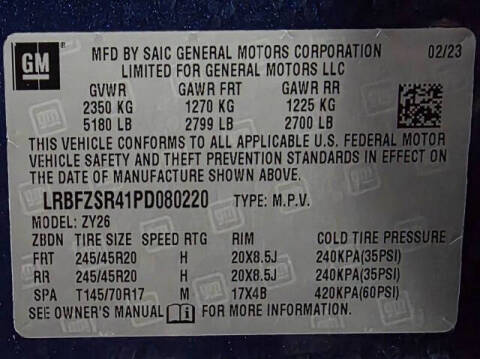 GM
MFD BY SAIC GENERAL MOTORS CORPORATION 02/23
LIMITED FOR GENERAL MOTORS LLC
GVWR GAWR FRT GAWR RR
2350 KG 1270 KG 1225 KG
5180 LB 2799 LB 2700 LB
THIS VEHICLE CONFORMS TO ALL APPLICABLE U.S. FEDERAL MOTOR
VEHICLE SAFETY AND THEFT PREVENTION STANDARDS IN EFFECT ON
THE DATE OF MANUFACTURE SHOWN ABOVE.
LRBFZSR41PD080220 TYPE: M.P.V.
MODEL: ZY26
ZBDN TIRE SIZE SPEED RTG RIM COLD TIRE PRESSURE
FRT 245/45R20 H 20X8.5J 240KPA(35PSI)
RR 245/45R20 H 20X8.5J 240KPA(35PSI)
SPA T145/70R17 M 17X4B 420KPA(60PSI)
SEE OWNER'S MANUAL FOR MORE INFORMATION.